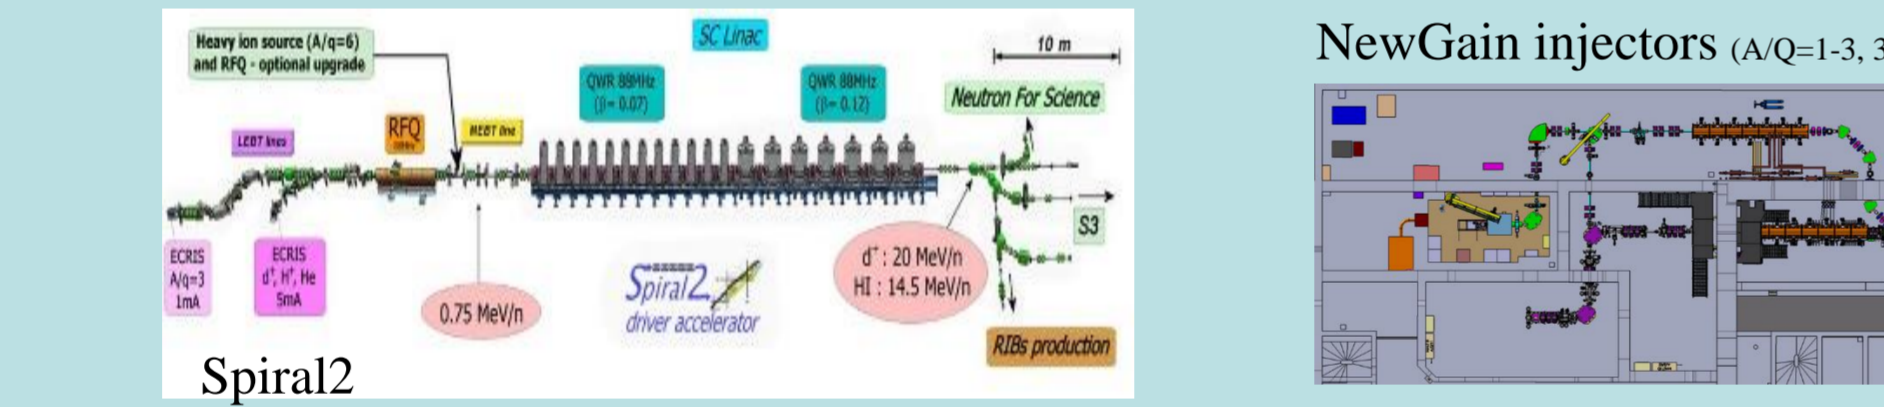 Heavy ion source (A/q=6)
and RFQ - optional upgrade
SC Linac
10 m
QWR 88MHz
(β= 0.07)
QWR 88MHz
(β= 0.12)
Neutron For Science
LEBT lines
RFQ
MEBT line
ECRIS
A/q=3
1mA
ECRIS
d⁺, H⁺, He
5mA
0.75 MeV/n
Spiral2
driver accelerator
d⁺ : 20 MeV/n
HI : 14.5 MeV/n
S3
RIBs production
Spiral2
NewGain injectors (A/Q=1-3, 3